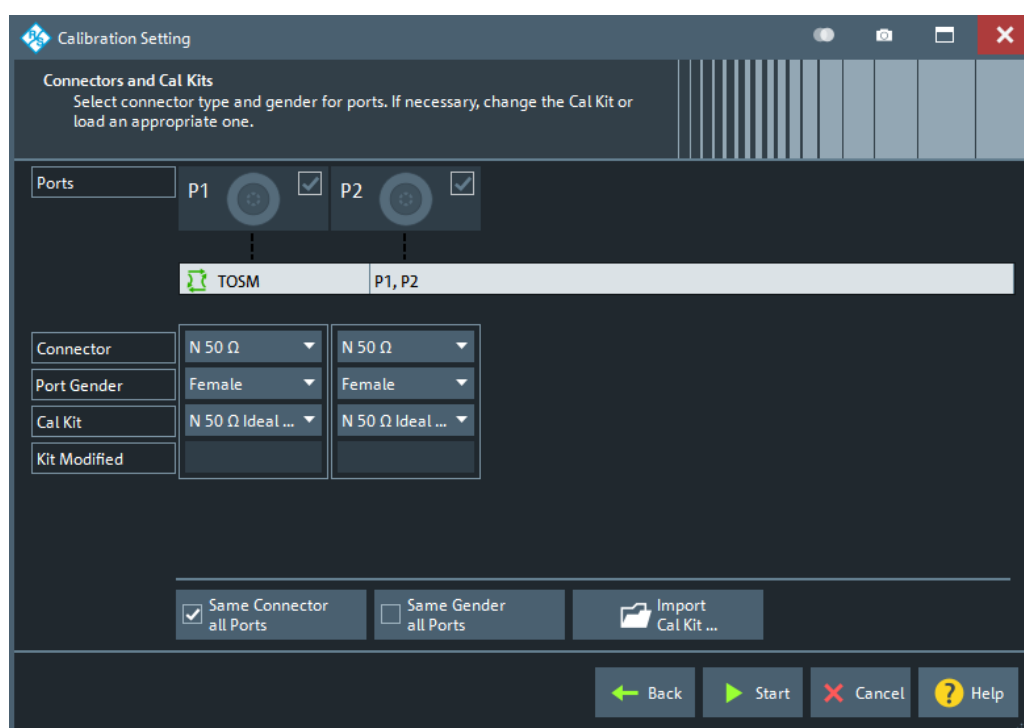 Calibration Setting
Connectors and Cal Kits
Select connector type and gender for ports. If necessary, change the Cal Kit or
load an appropriate one.
Ports
P1
P2
TOSM
P1, P2
Connector
N 50 Ω
N 50 Ω
Port Gender
Female
Female
Cal Kit
N 50 Ω Ideal ...
N 50 Ω Ideal ...
Kit Modified
Same Connector
all Ports
Same Gender
all Ports
Import
Cal Kit ...
Back
Start
Cancel
? Help